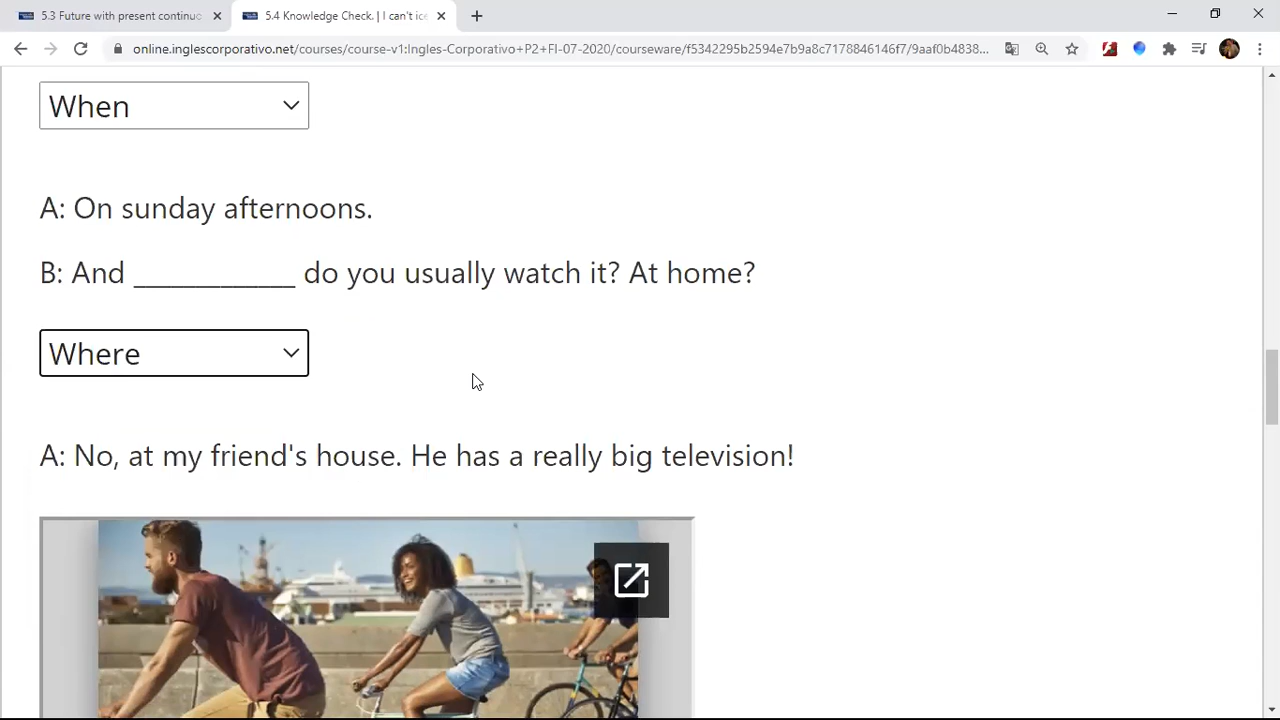 5.3 Future with present continuo
5.4 Knowledge Check. | I can't ice
online.inglescorporativo.net/courses/course-v1:Ingles-Corporativo+P2+FI-07-2020/courseware/f5342295b2594e7b9a8c7178846146f7/9aaf0b4838...
When
A: On sunday afternoons.
B: And _____________ do you usually watch it? At home?
Where
A: No, at my friend's house. He has a really big television!